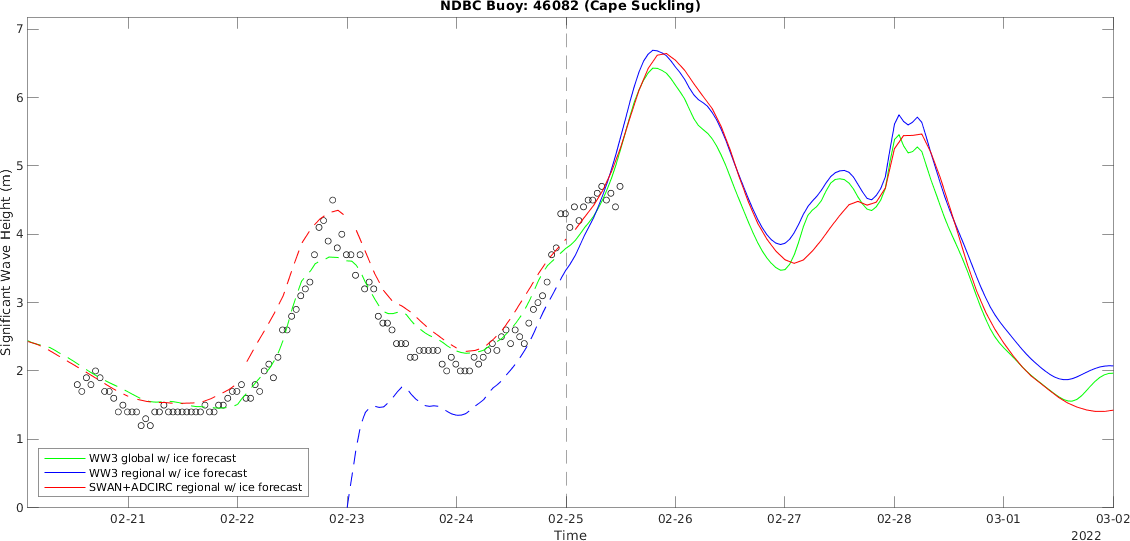 NDBC Buoy: 46082 (Cape Suckling)
Significant Wave Height (m)
7
6
5
4
3
2
1
0
WW3 global w/ ice forecast
WW3 regional w/ ice forecast
SWAN+ADCIRC regional w/ ice forecast
02-21 02-22 02-23 02-24 02-25 02-26 02-27 02-28 03-01 03-02
Time
2022